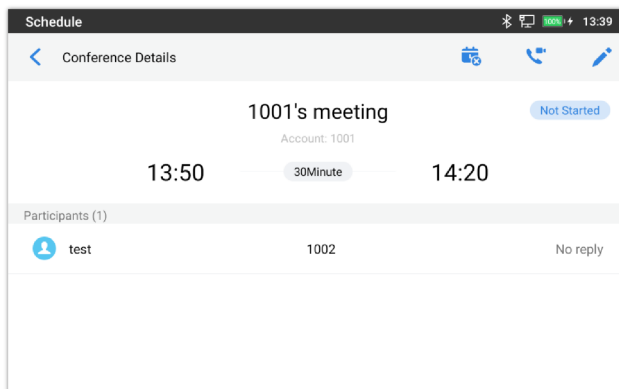 Schedule 100% 13:39
Conference Details
1001's meeting Not Started
Account: 1001
13:50 30Minute 14:20
Participants (1)
test 1002 No reply